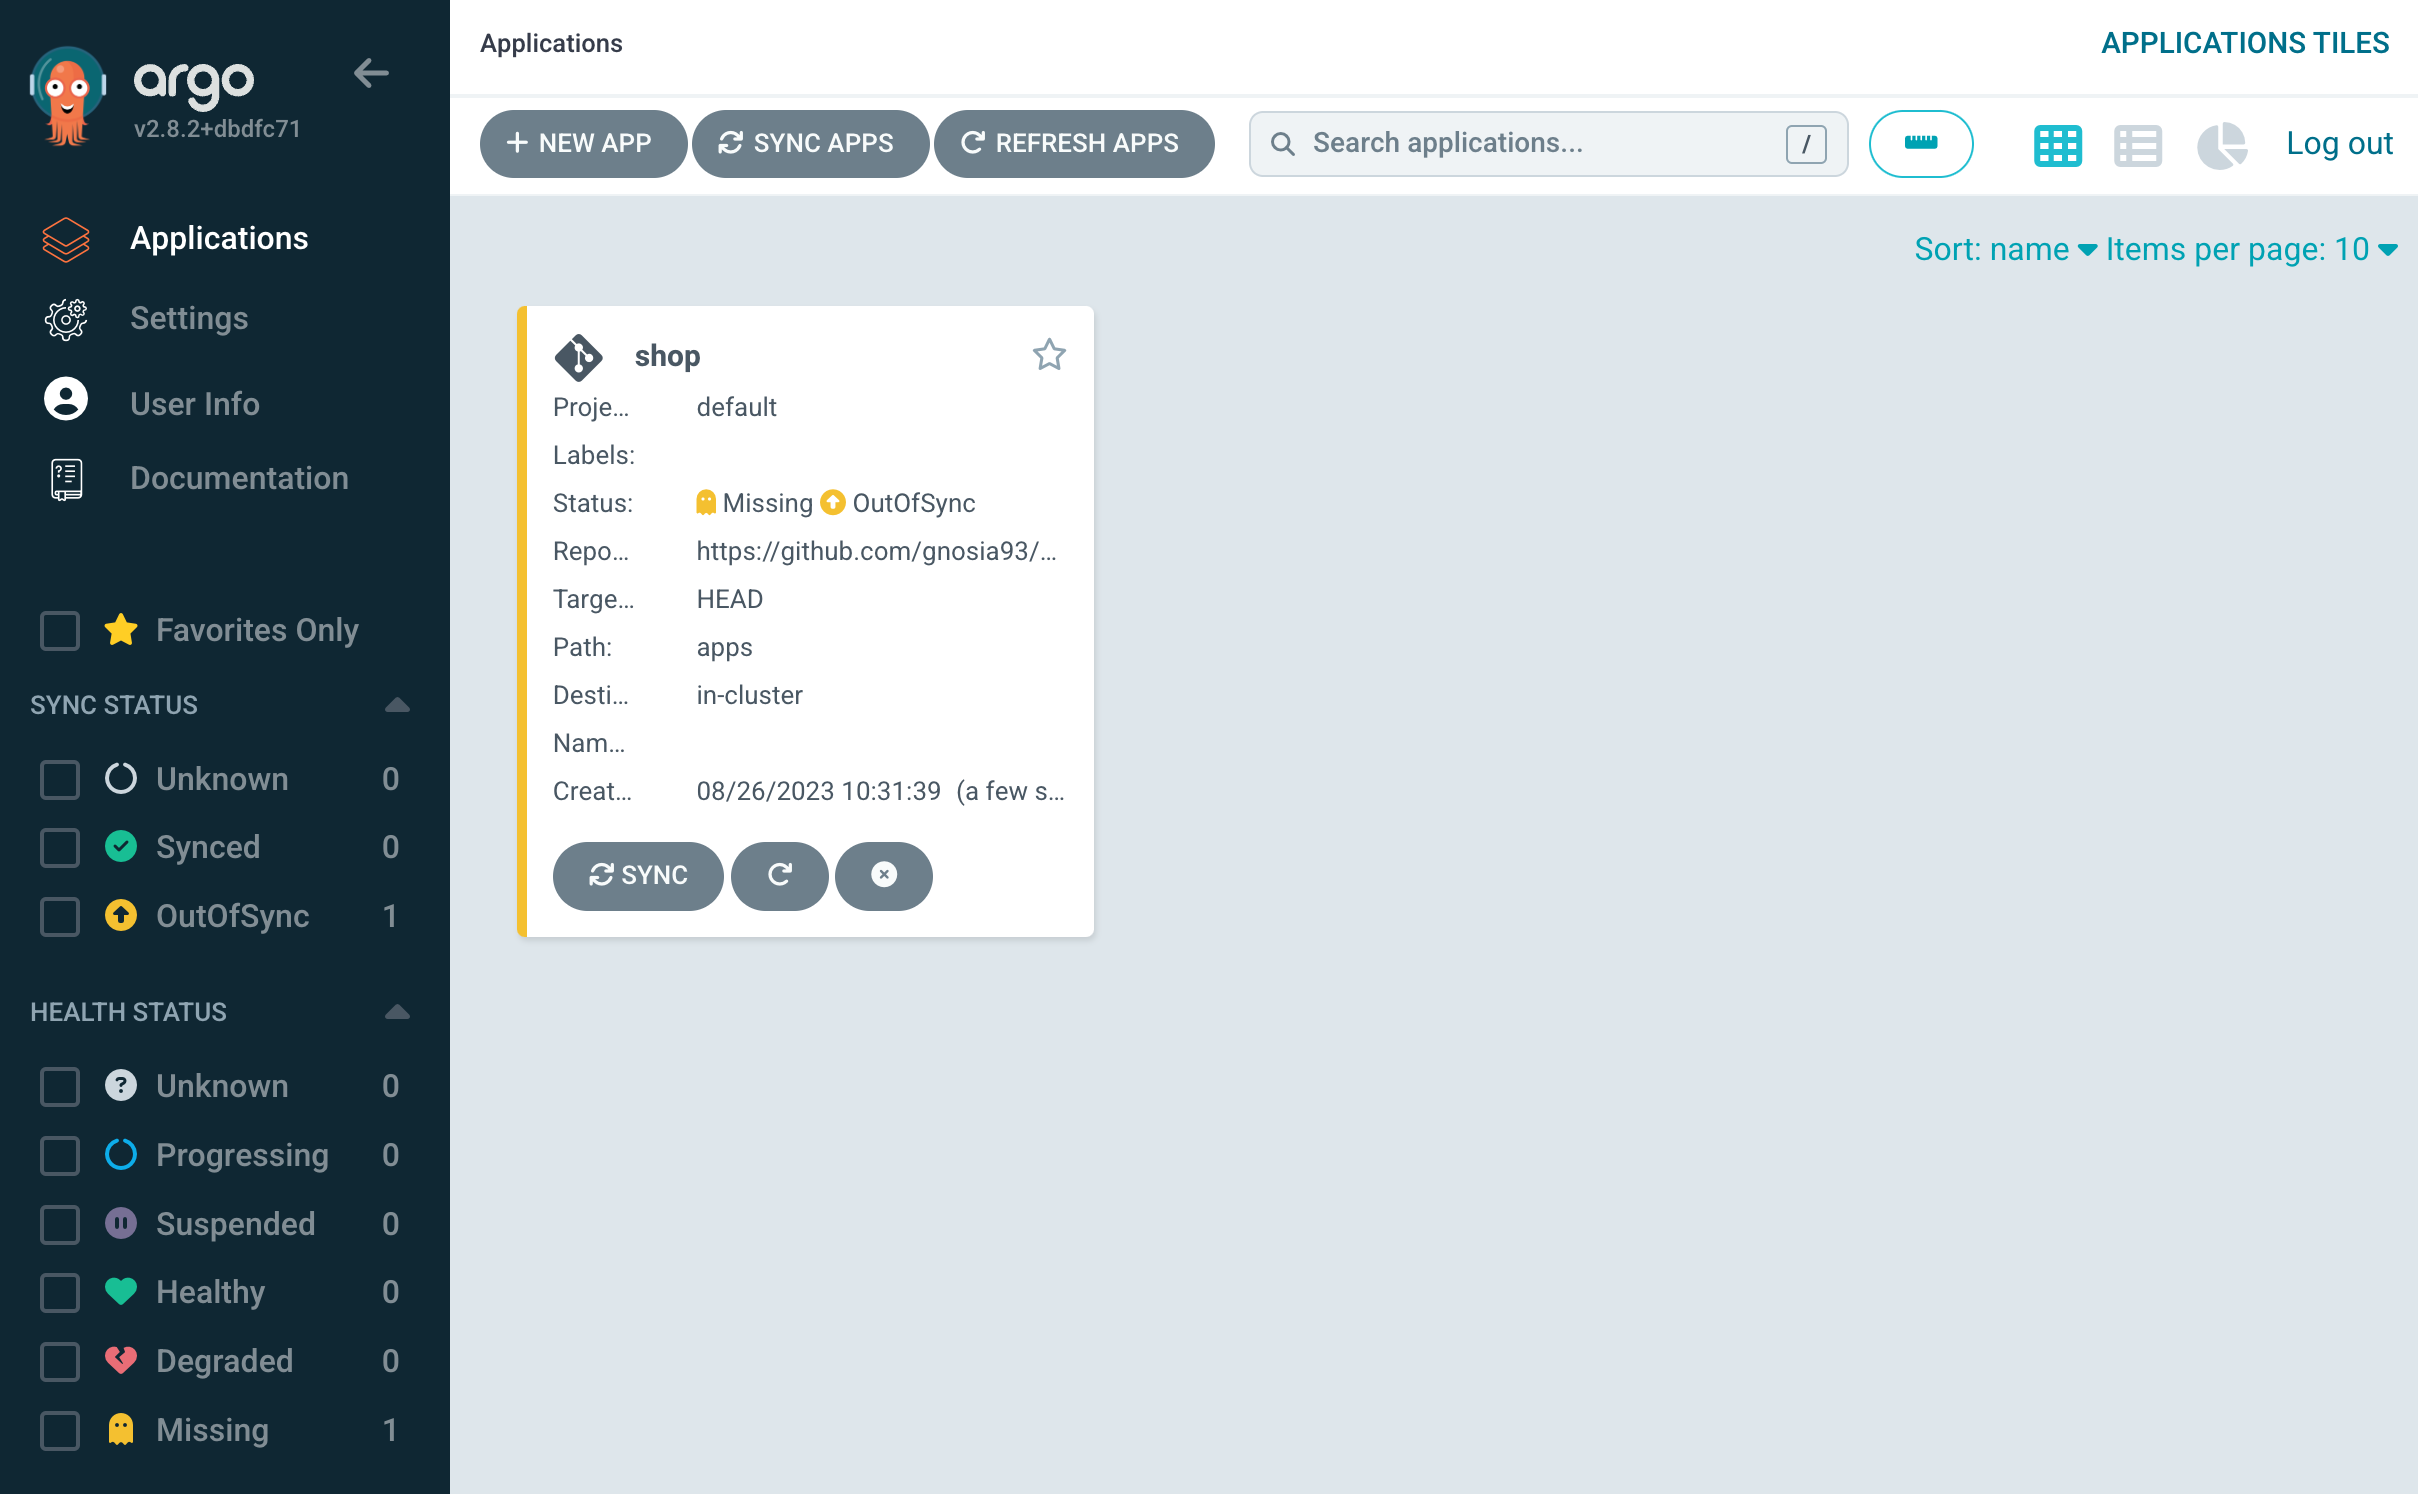 argo
v2.8.2+dbdfc71
Applications
Settings
User Info
Documentation
Favorites Only
SYNC STATUS
Unknown 0
Synced 0
OutOfSync 1
HEALTH STATUS
Unknown 0
Progressing 0
Suspended 0
Healthy 0
Degraded 0
Missing 1
Applications APPLICATIONS TILES
+ NEW APP SYNC APPS REFRESH APPS Search applications... / Log out
Sort: name Items per page: 10
shop
Proje... default
Labels:
Status: Missing OutOfSync
Repo... https://github.com/gnosia93/...
Targe... HEAD
Path: apps
Desti... in-cluster
Nam...
Creat... 08/26/2023 10:31:39 (a few s...
SYNC